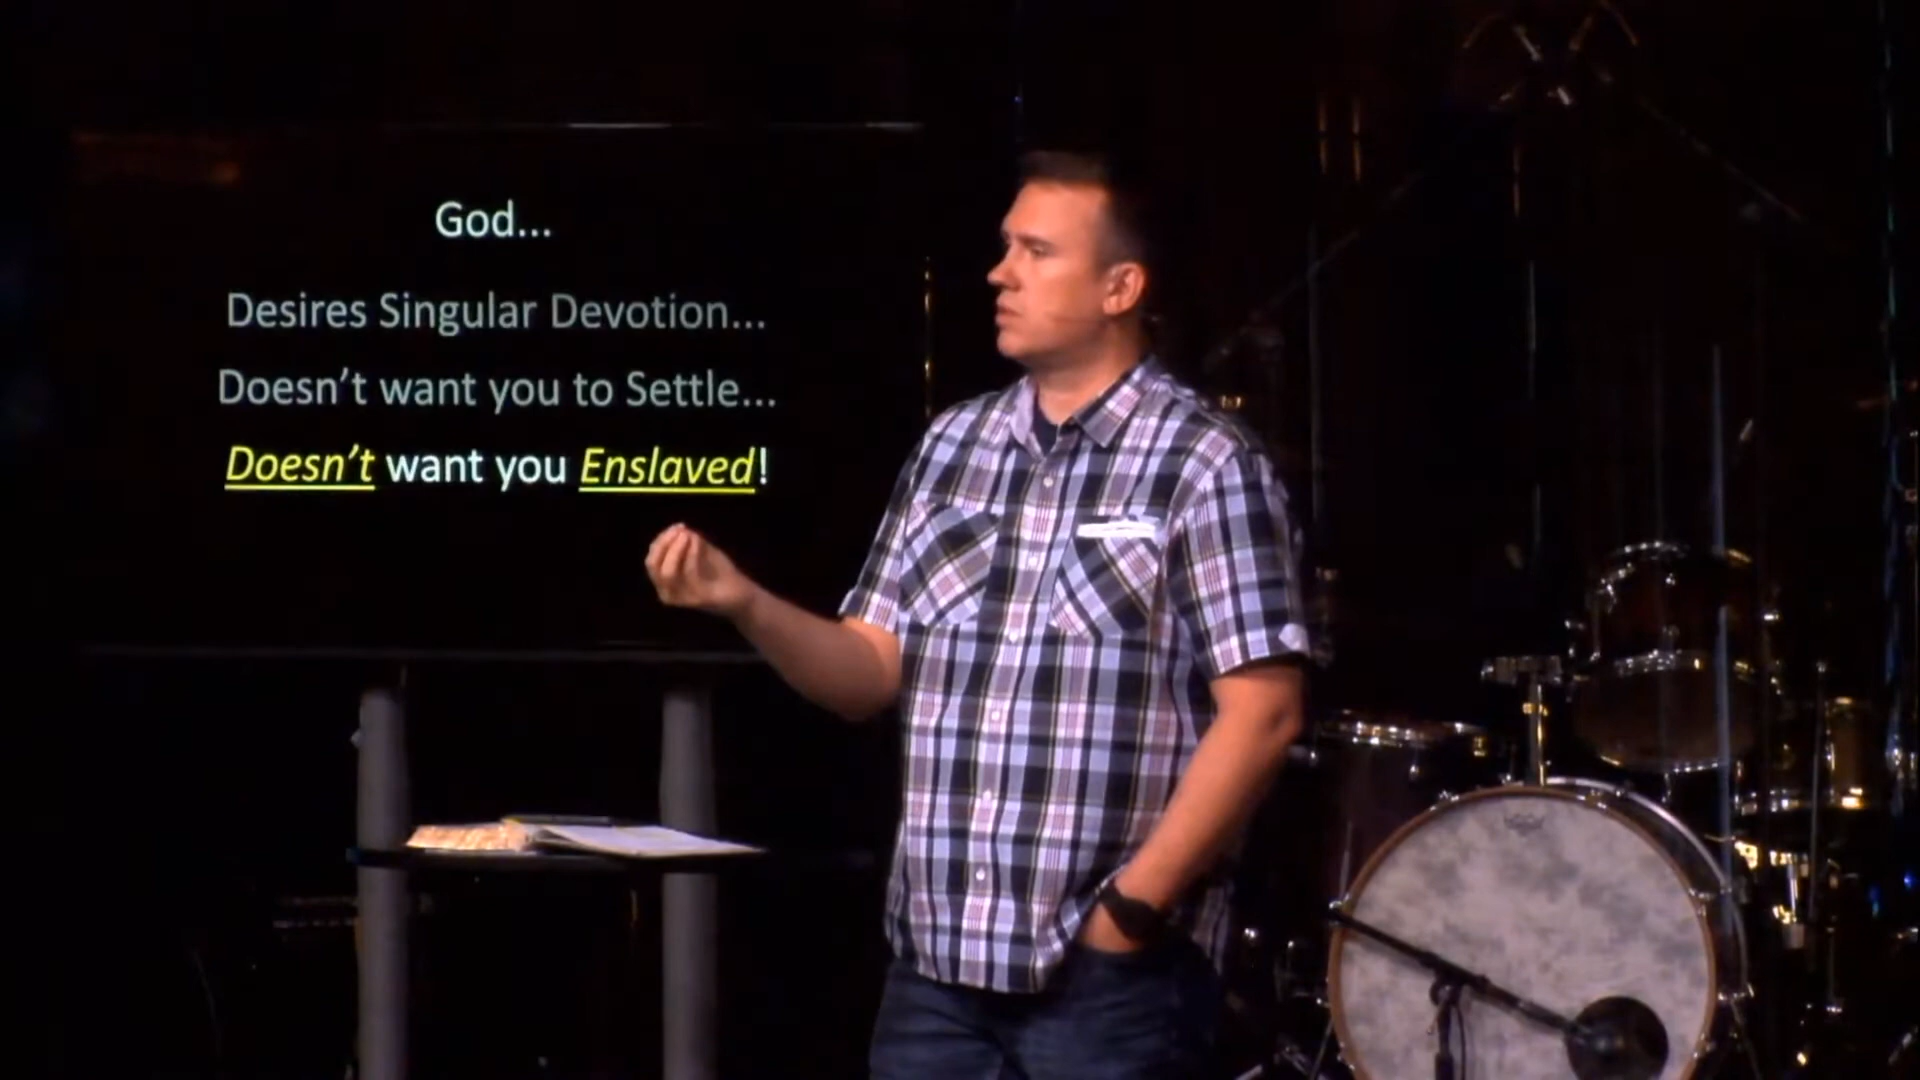 God...
Desires Singular Devotion...
Doesn't want you to Settle...
Doesn't want you Enslaved!